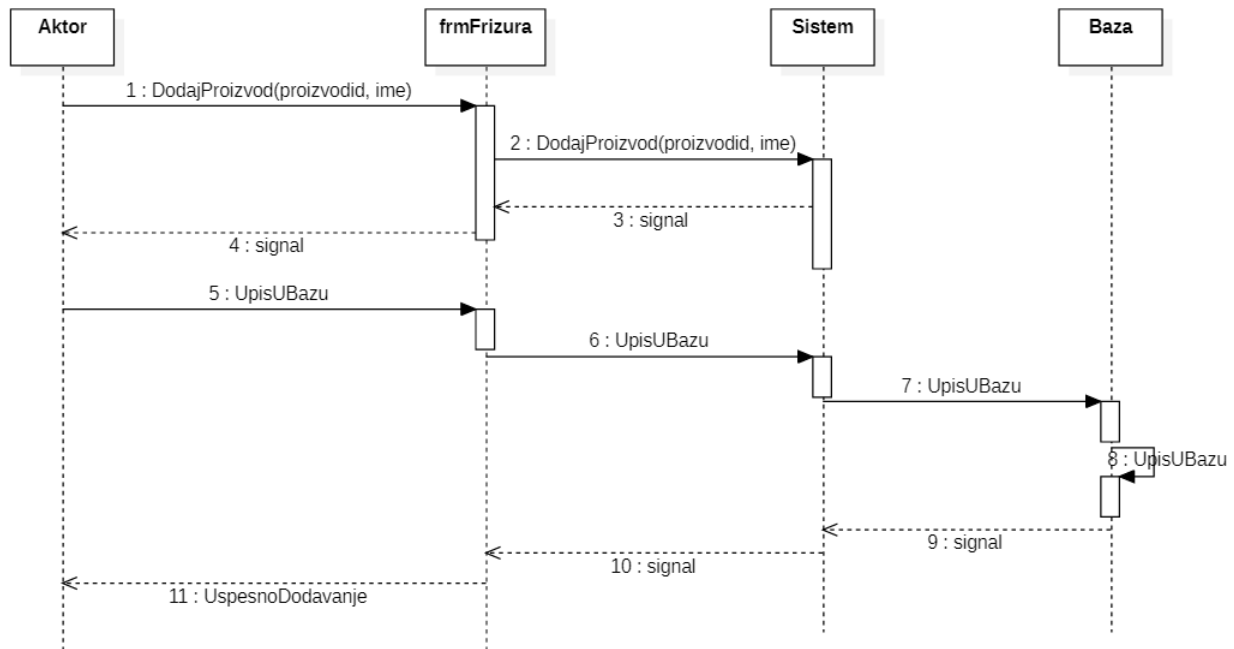 Aktor
frmFrizura
Sistem
Baza
1 : DodajProizvod(proizvodid, ime)
2 : DodajProizvod(proizvodid, ime)
3 : signal
4 : signal
5 : UpisUBazu
6 : UpisUBazu
7 : UpisUBazu
8 : UpisUBazu
9 : signal
10 : signal
11 : UspesnoDodavanje